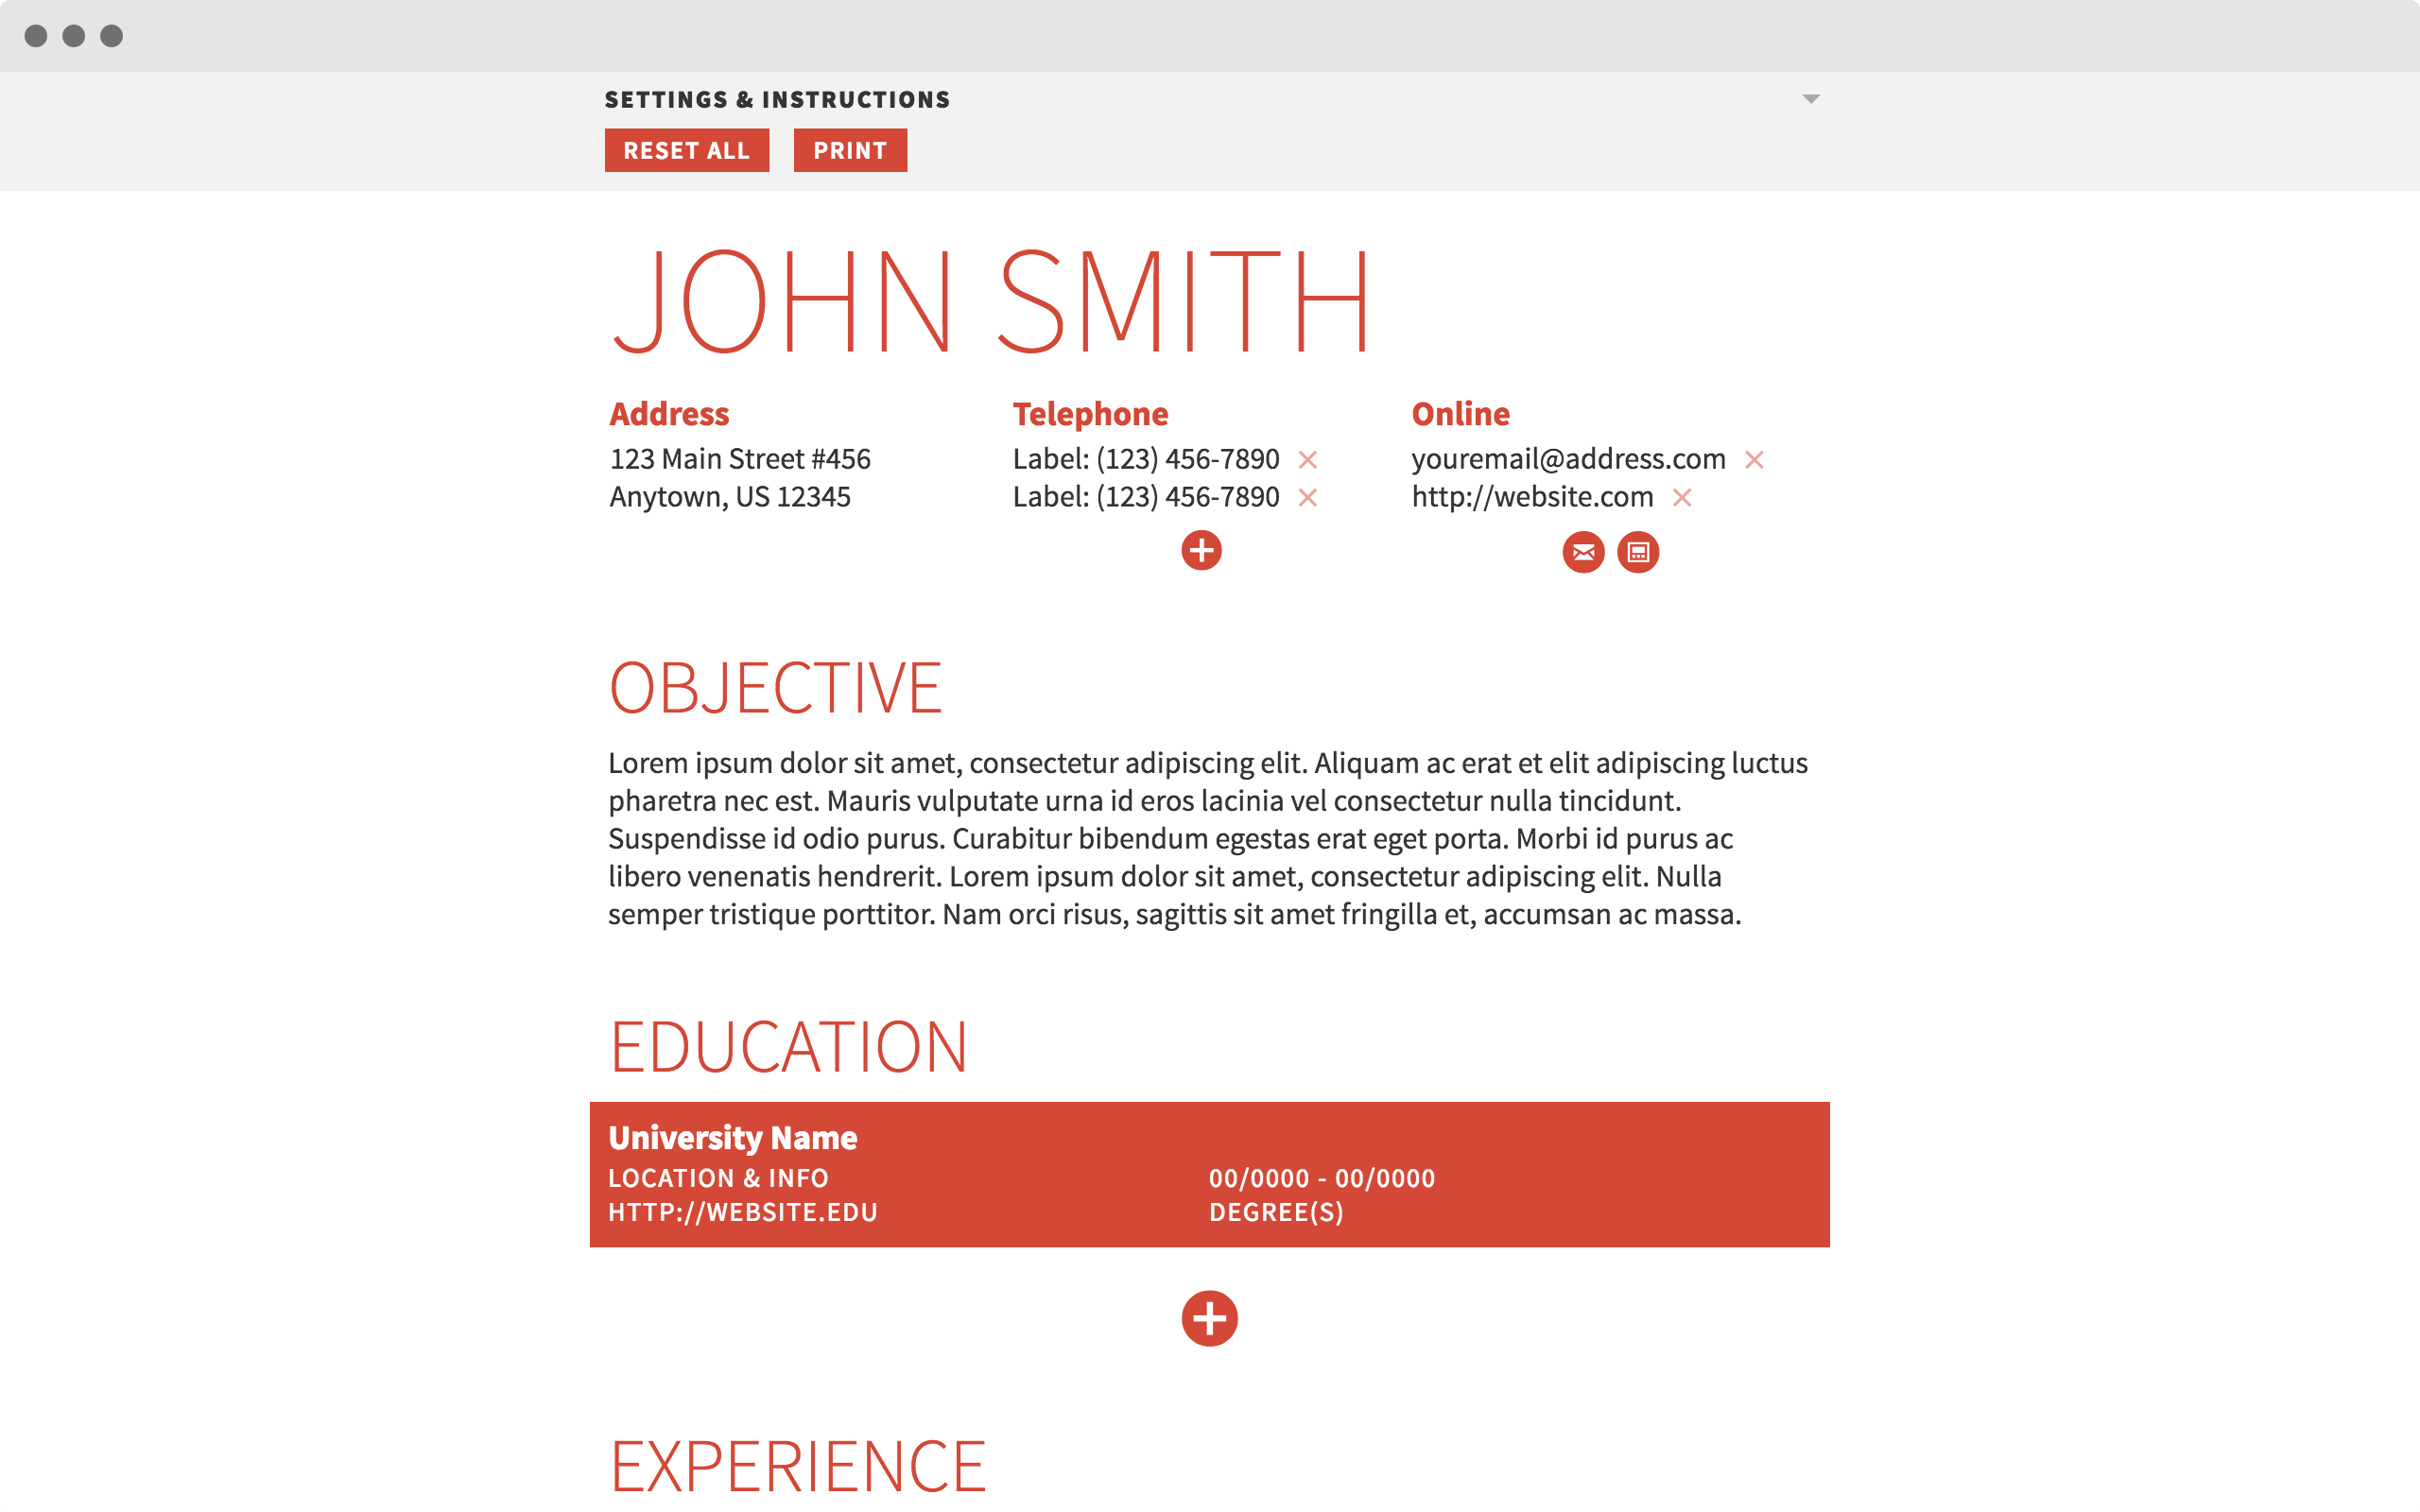 SETTINGS & INSTRUCTIONS
RESET ALL PRINT
JOHN SMITH
Address
123 Main Street #456
Anytown, US 12345
Telephone
Label: (123) 456-7890
Label: (123) 456-7890
Online
youremail@address.com
http://website.com
OBJECTIVE
Lorem ipsum dolor sit amet, consectetur adipiscing elit. Aliquam ac erat et elit adipiscing luctus
pharetra nec est. Mauris vulputate urna id eros lacinia vel consectetur nulla tincidunt.
Suspendisse id odio purus. Curabitur bibendum egestas erat eget porta. Morbi id purus ac
libero venenatis hendrerit. Lorem ipsum dolor sit amet, consectetur adipiscing elit. Nulla
semper tristique porttitor. Nam orci risus, sagittis sit amet fringilla et, accumsan ac massa.
EDUCATION
University Name
LOCATION & INFO
HTTP://WEBSITE.EDU
00/0000 - 00/0000
DEGREE(S)
EXPERIENCE